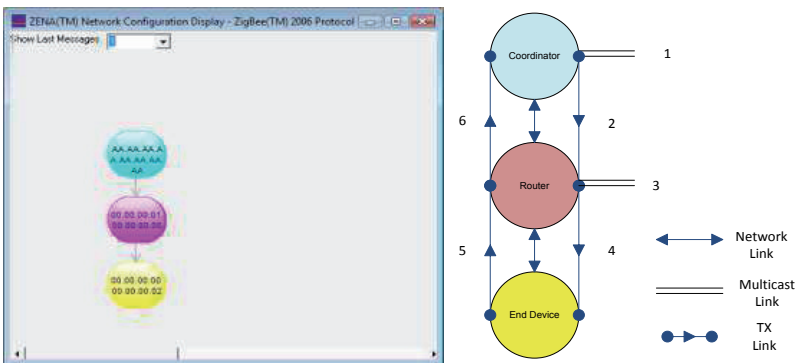 ZENA(TM) Network Configuration Display - ZigBee(TM) 2006 Protocol
Show Last Messages
AA.AA.AA.A
A.AA.AA.AA.
AA
00.00.00.01
00.00.00.00
00.00.00.00
00.00.00.02
Coordinator
1
6
2
Router
3
5
4
End Device
Network
Link
Multicast
Link
TX
Link